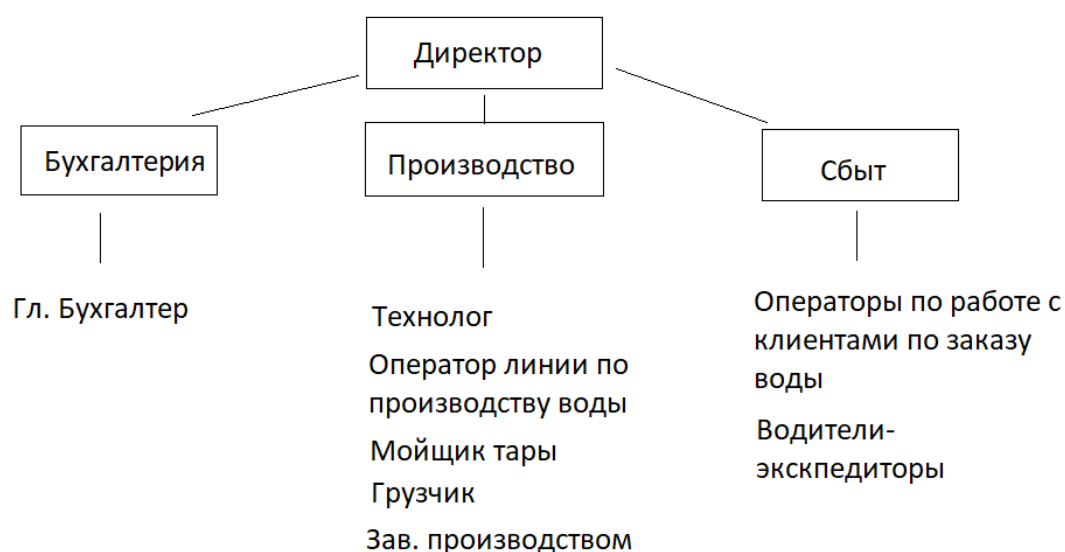 Директор
Бухгалтерия
Производство
Сбыт
Гл. Бухгалтер
Технолог
Оператор линии по
производству воды
Мойщик тары
Грузчик
Зав. производством
Операторы по работе с
клиентами по заказу
воды
Водители-
экскпедиторы